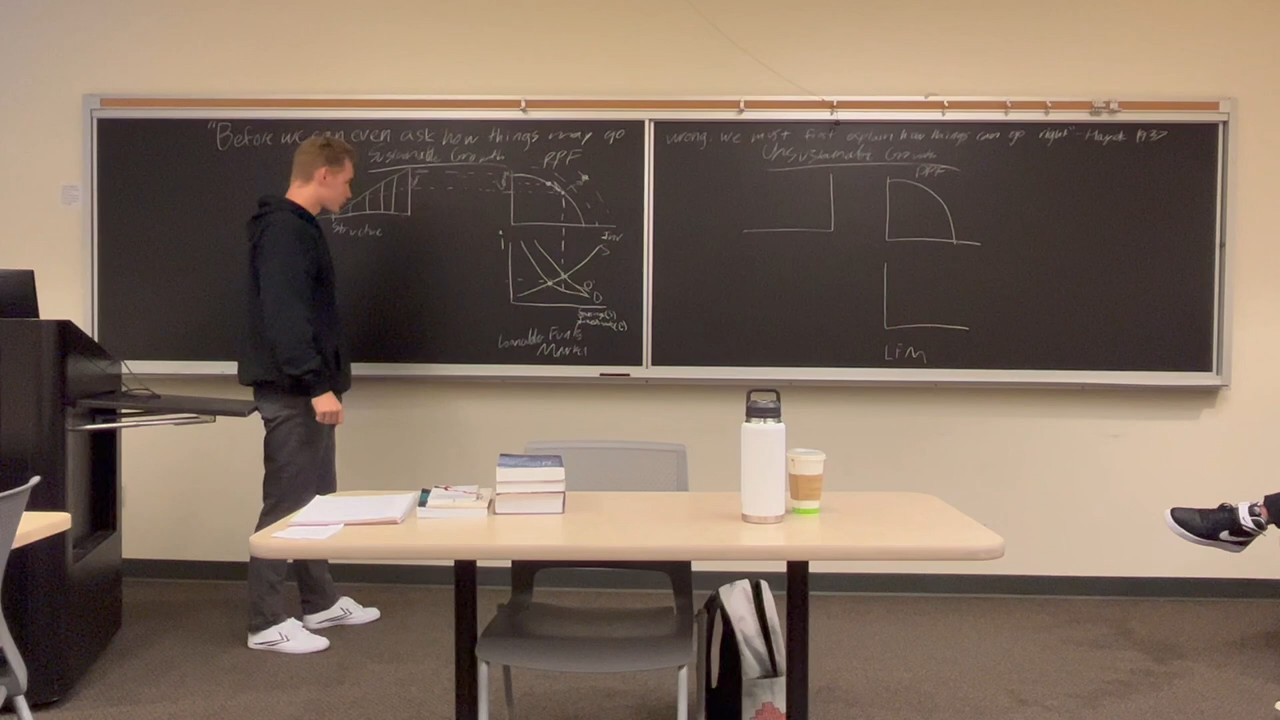 "Before we can even ask how things may go wrong, we must first explain how things can go right" - Hayek 1937
Sustainable Growth
PPF
Structure
i
Inv
S
D'
D
Savings(S)
Loanable Funds
Market
Unsustainable Growth
PPF
LFM